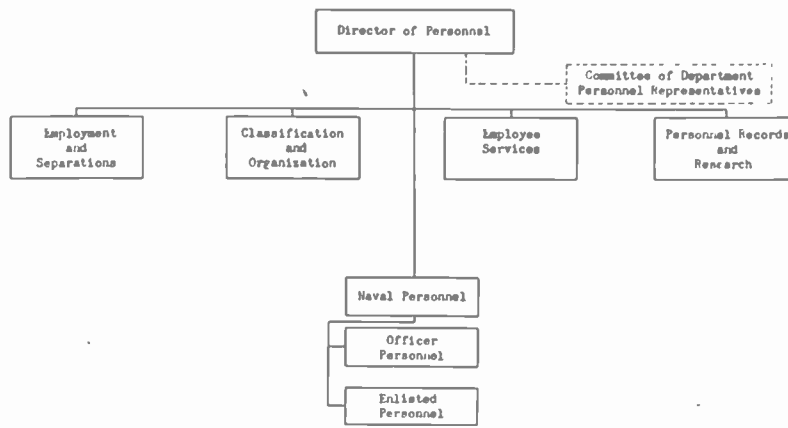 Director of Personnel
Committee of Department
Personnel Representatives
Employment
and
Separations
Classification
and
Organization
Employee
Services
Personnel Records
and
Research
Naval Personnel
Officer
Personnel
Enlisted
Personnel